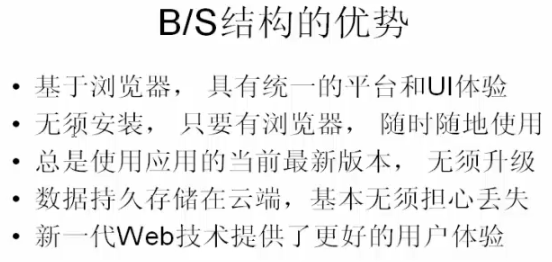 B/S结构的优势
• 基于浏览器， 具有统一的平台和UI体验
• 无须安装， 只要有浏览器， 随时随地使用
• 总是使用应用的当前最新版本， 无须升级
• 数据持久存储在云端，基本无须担心丢失
• 新一代Web技术提供了更好的用户体验